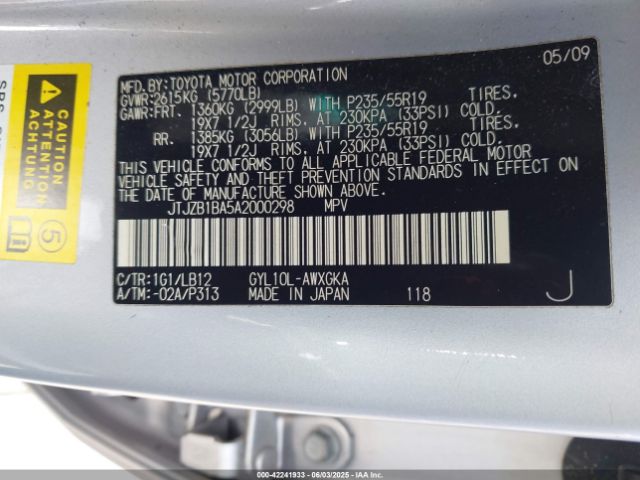 05/09
MFD. BY: TOYOTA MOTOR CORPORATION
GVWR: 2615KG (5770LB)
GAWR: FRT. 1360KG (2999LB) WITH P235/55R19 TIRES.
19X7 1/2J RIMS. AT 230KPA (33PSI) COLD.
RR. 1385KG (3056LB) WITH P235/55R19 TIRES.
19X7 1/2J RIMS. AT 230KPA (33PSI) COLD.
THIS VEHICLE CONFORMS TO ALL APPLICABLE FEDERAL MOTOR
VEHICLE SAFETY AND THEFT PREVENTION STANDARDS IN EFFECT ON
THE DATE OF MANUFACTURE SHOWN ABOVE.
JTJZB1BA5A2000298 MPV
C/TR: 1G1/LB12 GYL10L-AWXGKA
A/TM: -02A/P313 MADE IN JAPAN 118 J
CAUTION
ATTENTION
5
000-42241933 - 06/03/2025 - IAAI.COM